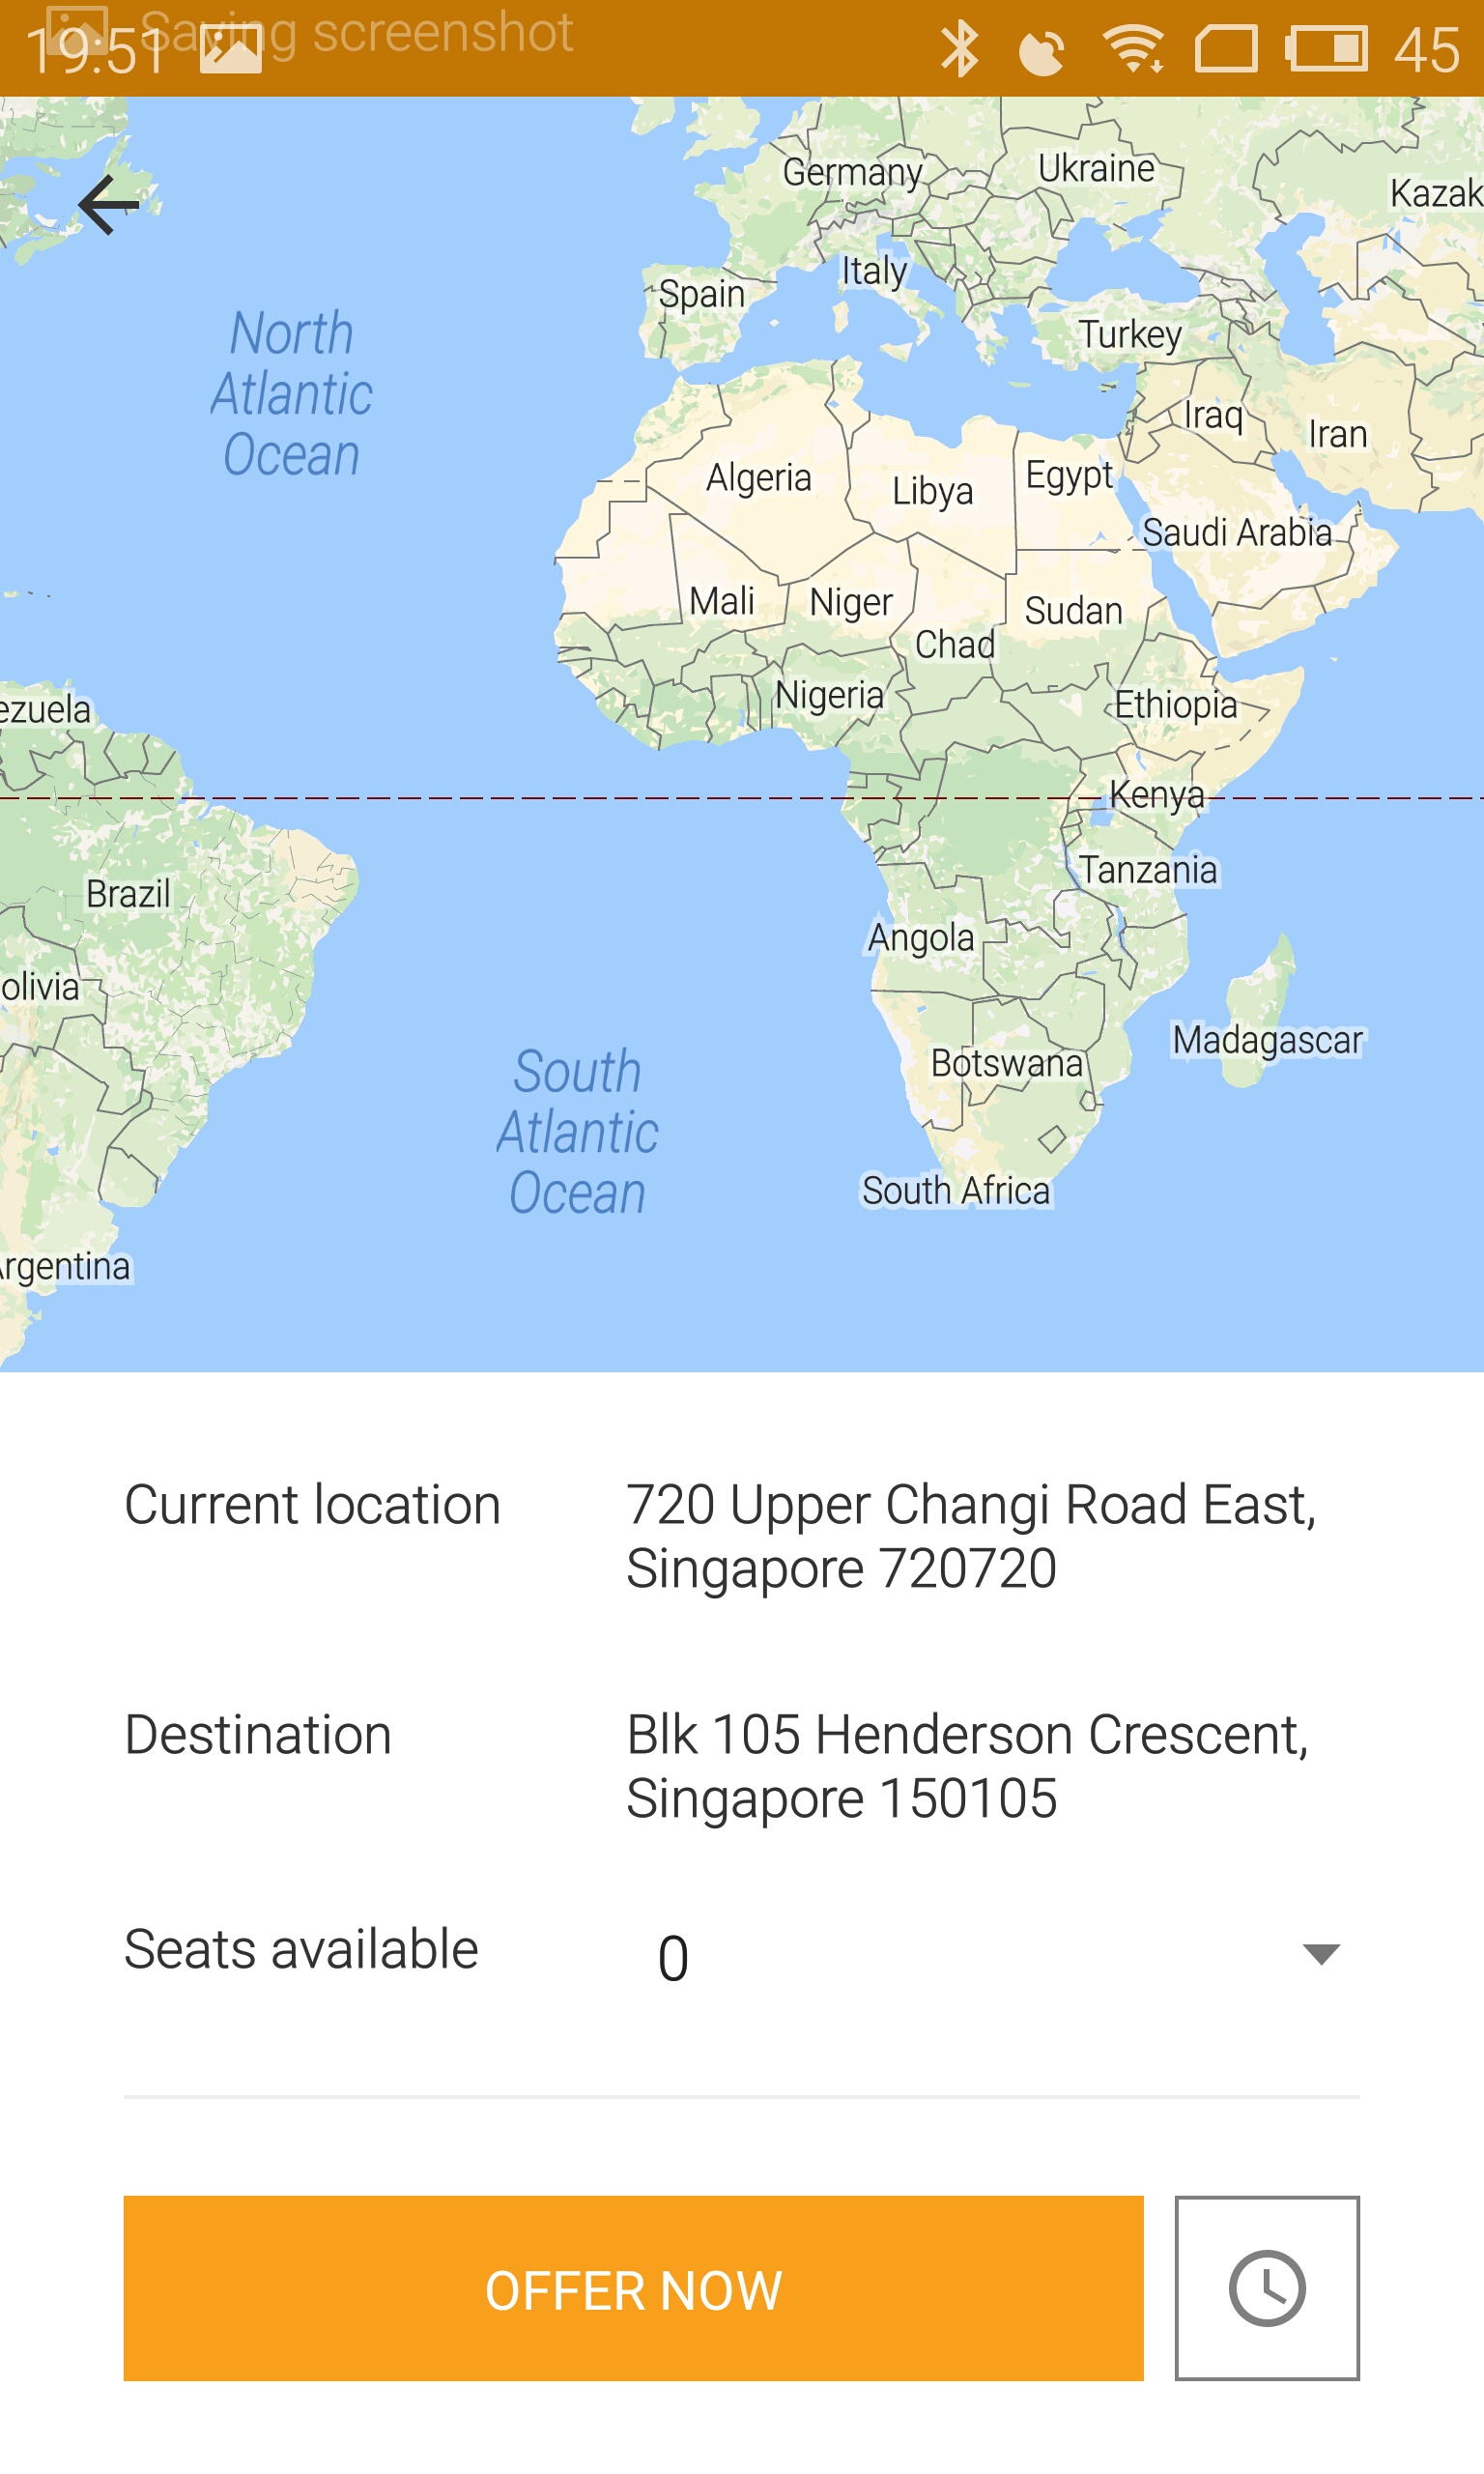 19:51
Saving screenshot
45
Germany
Ukraine
Kazak
Italy
Spain
Turkey
North
Atlantic
Ocean
Iraq
Iran
Algeria
Libya
Egypt
Saudi Arabia
Mali
Niger
Sudan
Chad
Nigeria
Ethiopia
ezuela
Kenya
Tanzania
Brazil
Angola
olivia
Madagascar
Botswana
South
Atlantic
Ocean
South Africa
Argentina
Current location
720 Upper Changi Road East,
Singapore 720720
Destination
Blk 105 Henderson Crescent,
Singapore 150105
Seats available
0
OFFER NOW